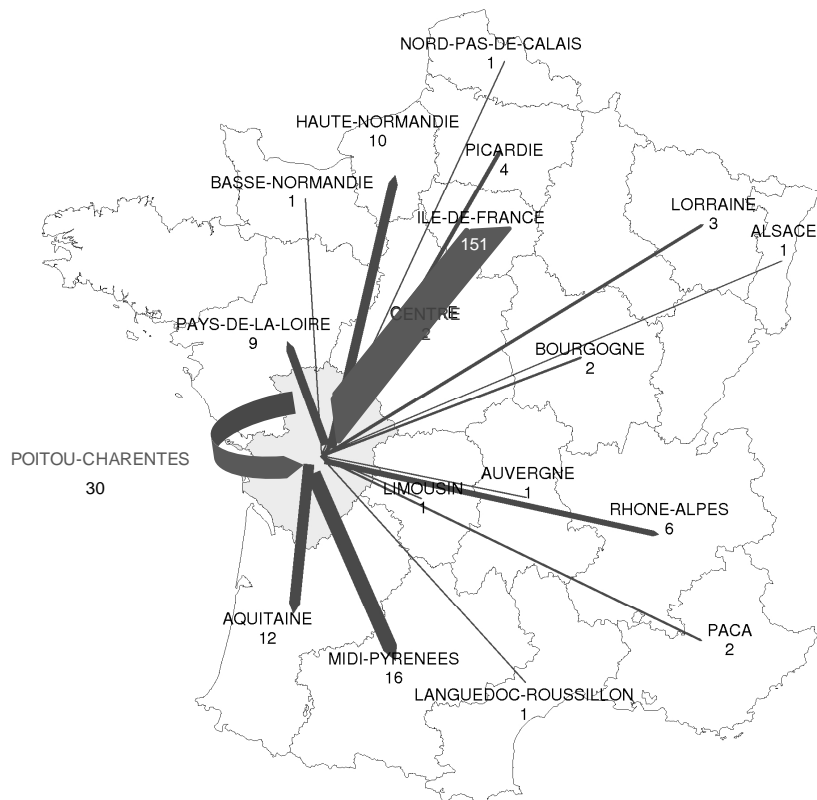 NORD-PAS-DE-CALAIS
1
HAUTE-NORMANDIE
10
PICARDIE
4
BASSE-NORMANDIE
1
LORRAINE
3
ILE-DE-FRANCE
151
ALSACE
1
CENTRE
2
PAYS-DE-LA-LOIRE
9
BOURGOGNE
2
POITOU-CHARENTES
30
AUVERGNE
1
LIMOUSIN
1
RHONE-ALPES
6
AQUITAINE
12
PACA
2
MIDI-PYRENEES
16
LANGUEDOC-ROUSSILLON
1